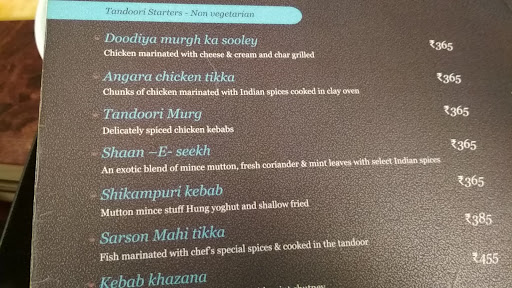 Tandoori Starters - Non vegetarian
Doodiya murgh ka sooley ₹365
Chicken marinated with cheese & cream and char grilled
Angara chicken tikka ₹365
Chunks of chicken marinated with Indian spices cooked in clay oven
Tandoori Murg ₹365
Delicately spiced chicken kebabs
Shaan –E- seekh ₹365
An exotic blend of mince mutton, fresh coriander & mint leaves with select Indian spices
Shikampuri kebab ₹365
Mutton mince stuff Hung yoghut and shallow fried
Sarson Mahi tikka ₹385
Fish marinated with chef's special spices & cooked in the tandoor
Kebab khazana ₹455